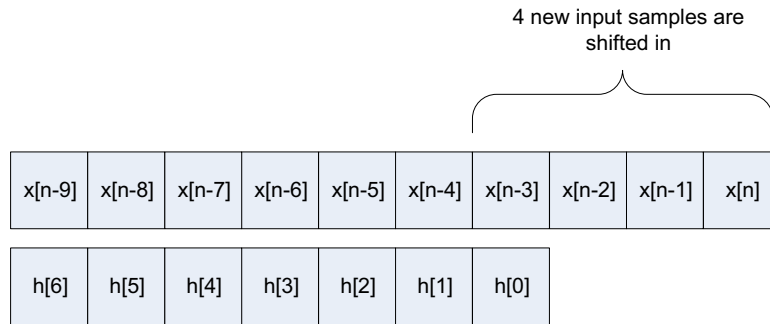 4 new input samples are
shifted in
x[n-9] x[n-8] x[n-7] x[n-6] x[n-5] x[n-4] x[n-3] x[n-2] x[n-1] x[n]
h[6] h[5] h[4] h[3] h[2] h[1] h[0]